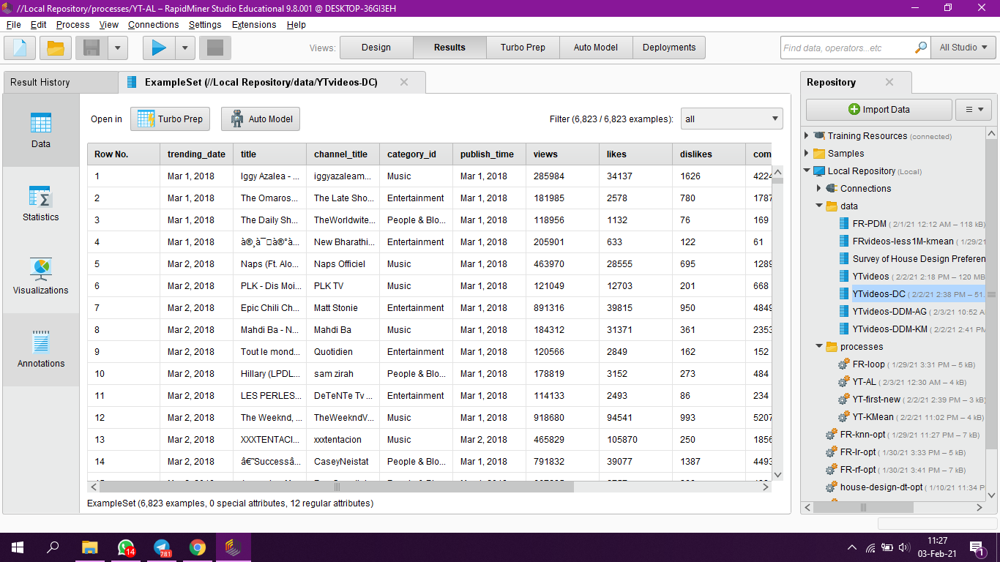 //Local Repository/processes/YT-AL – RapidMiner Studio Educational 9.8.001 @ DESKTOP-36GI3EH
File Edit Process View Connections Settings Extensions Help
Views: Design Results Turbo Prep Auto Model Deployments Find data, operators...etc All Studio
Result History ExampleSet (//Local Repository/data/YTvideos-DC)
Data
Statistics
Visualizations
Annotations
Open in Turbo Prep Auto Model Filter (6,823 / 6,823 examples): all
Row No. trending_date title channel_title category_id publish_time views likes dislikes com
1 Mar 1, 2018 Iggy Azalea - ... iggyazaleam... Music Mar 1, 2018 285984 34137 1626 4224
2 Mar 1, 2018 The Omaros... The Late Sho... Entertainment Mar 1, 2018 181985 2578 780 1787
3 Mar 1, 2018 The Daily Sh... TheWorldwite... People & Blo... Mar 1, 2018 118956 1132 76 169
4 Mar 1, 2018 New Bharathi... Entertainment Mar 1, 2018 205901 633 122 61
5 Mar 2, 2018 Naps (Ft. Alo... Naps Officiel Music Mar 1, 2018 463970 28555 695 1289
6 Mar 2, 2018 PLK - Dis Moi... PLK TV Music Mar 1, 2018 121049 12703 201 668
7 Mar 2, 2018 Epic Chili Ch... Matt Stonie Entertainment Mar 1, 2018 891316 39815 950 4849
8 Mar 2, 2018 Mahdi Ba - N... Mahdi Ba Music Mar 1, 2018 184312 31371 361 2353
9 Mar 2, 2018 Tout le mond... Quotidien Entertainment Mar 1, 2018 120566 2849 162 152
10 Mar 2, 2018 Hillary (LPDL... sam zirah People & Blo... Mar 1, 2018 178819 3152 273 484
11 Mar 2, 2018 LES PERLES... DeTeNTe Tv ... Entertainment Mar 1, 2018 114133 2493 86 234
12 Mar 2, 2018 The Weeknd, ... TheWeekndV... Music Mar 1, 2018 918680 94541 993 5207
13 Mar 2, 2018 XXXTENTACI... xxxtentacion Music Mar 2, 2018 465829 105870 250 1856
14 Mar 2, 2018 â€˜Successâ... CaseyNeistat People & Blo... Mar 1, 2018 791832 39077 1387 4493
ExampleSet (6,823 examples, 0 special attributes, 12 regular attributes)
Repository
Import Data
Training Resources (connected)
Samples
Local Repository (Local)
Connections
data
FR-PDM ( 2/1/21 12:12 AM – 118 kB)
FRvideos-less1M-kmean ( 1/29/21
Survey of House Design Preferen
YTvideos ( 2/2/21 2:18 PM – 120 MB
YTvideos-DC ( 2/2/21 2:38 PM – 51.
YTvideos-DDM-AG ( 2/3/21 10:52 A
YTvideos-DDM-KM ( 2/2/21 2:41 P
processes
FR-loop ( 1/29/21 3:31 PM – 5 kB)
YT-AL ( 2/3/21 12:30 AM – 4 kB)
YT-first-new ( 2/2/21 2:39 PM – 3 kB)
YT-KMean ( 2/2/21 11:02 PM – 4 kB)
FR-knn-opt ( 1/29/21 11:27 PM – 7 kB)
FR-lr-opt ( 1/30/21 3:33 PM – 5 kB)
FR-rf-opt ( 1/30/21 3:41 PM – 7 kB)
house-design-dt-opt ( 1/10/21 11:34 P
14 781 11:27
03-Feb-21 1